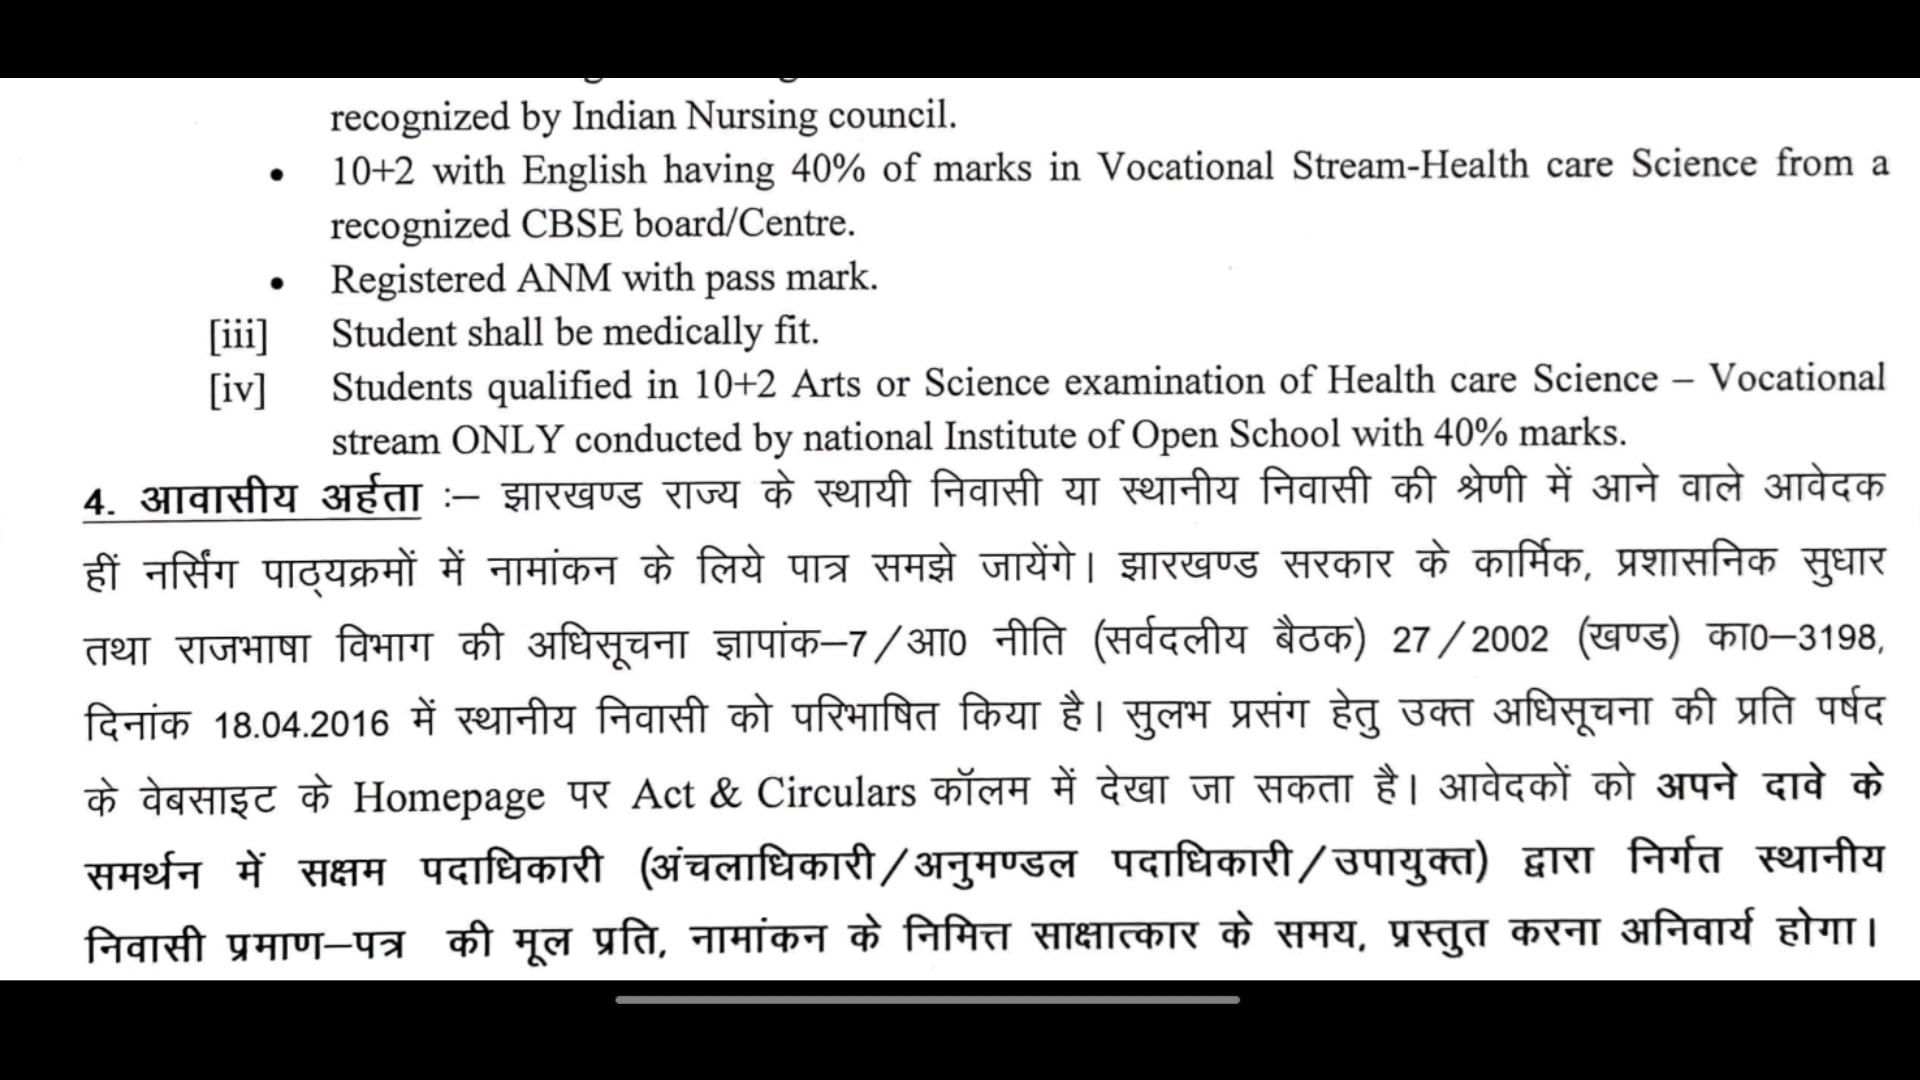 recognized by Indian Nursing council.
• 10+2 with English having 40% of marks in Vocational Stream-Health care Science from a
recognized CBSE board/Centre.
• Registered ANM with pass mark.
[iii] Student shall be medically fit.
[iv] Students qualified in 10+2 Arts or Science examination of Health care Science – Vocational
stream ONLY conducted by national Institute of Open School with 40% marks.
4. आवासीय अर्हता :– झारखण्ड राज्य के स्थायी निवासी या स्थानीय निवासी की श्रेणी में आने वाले आवेदक
हीं नर्सिंग पाठ्यक्रमों में नामांकन के लिये पात्र समझे जायेंगे। झारखण्ड सरकार के कार्मिक, प्रशासनिक सुधार
तथा राजभाषा विभाग की अधिसूचना ज्ञापांक–7/आ0 नीति (सर्वदलीय बैठक) 27/2002 (खण्ड) का0–3198,
दिनांक 18.04.2016 में स्थानीय निवासी को परिभाषित किया है। सुलभ प्रसंग हेतु उक्त अधिसूचना की प्रति पर्षद
के वेबसाइट के Homepage पर Act & Circulars कॉलम में देखा जा सकता है। आवेदकों को अपने दावे के
समर्थन में सक्षम पदाधिकारी (अंचलाधिकारी/अनुमण्डल पदाधिकारी/उपायुक्त) द्वारा निर्गत स्थानीय
निवासी प्रमाण–पत्र की मूल प्रति, नामांकन के निमित्त साक्षात्कार के समय, प्रस्तुत करना अनिवार्य होगा।